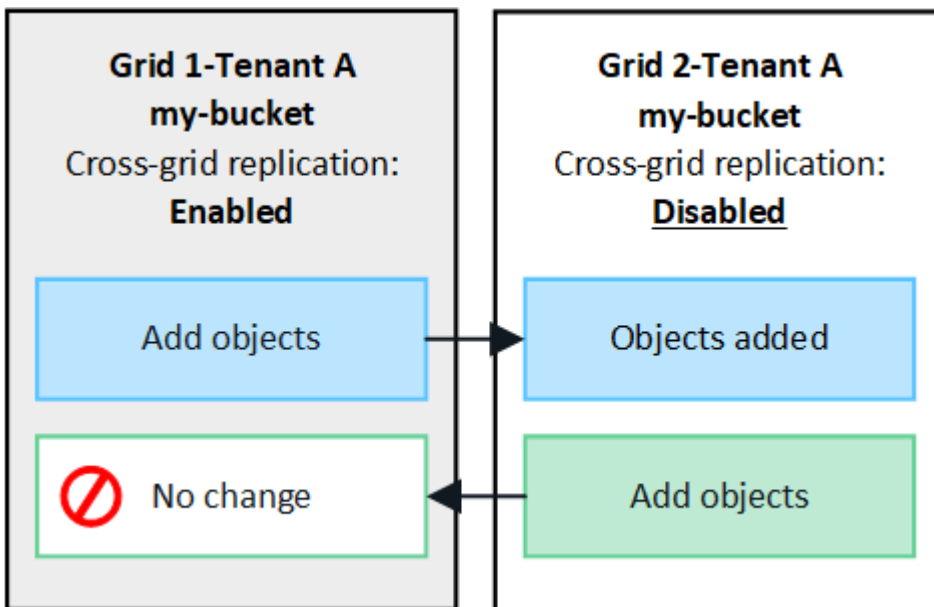 Grid 1-Tenant A
my-bucket
Cross-grid replication:
Enabled
Add objects
No change
Grid 2-Tenant A
my-bucket
Cross-grid replication:
Disabled
Objects added
Add objects